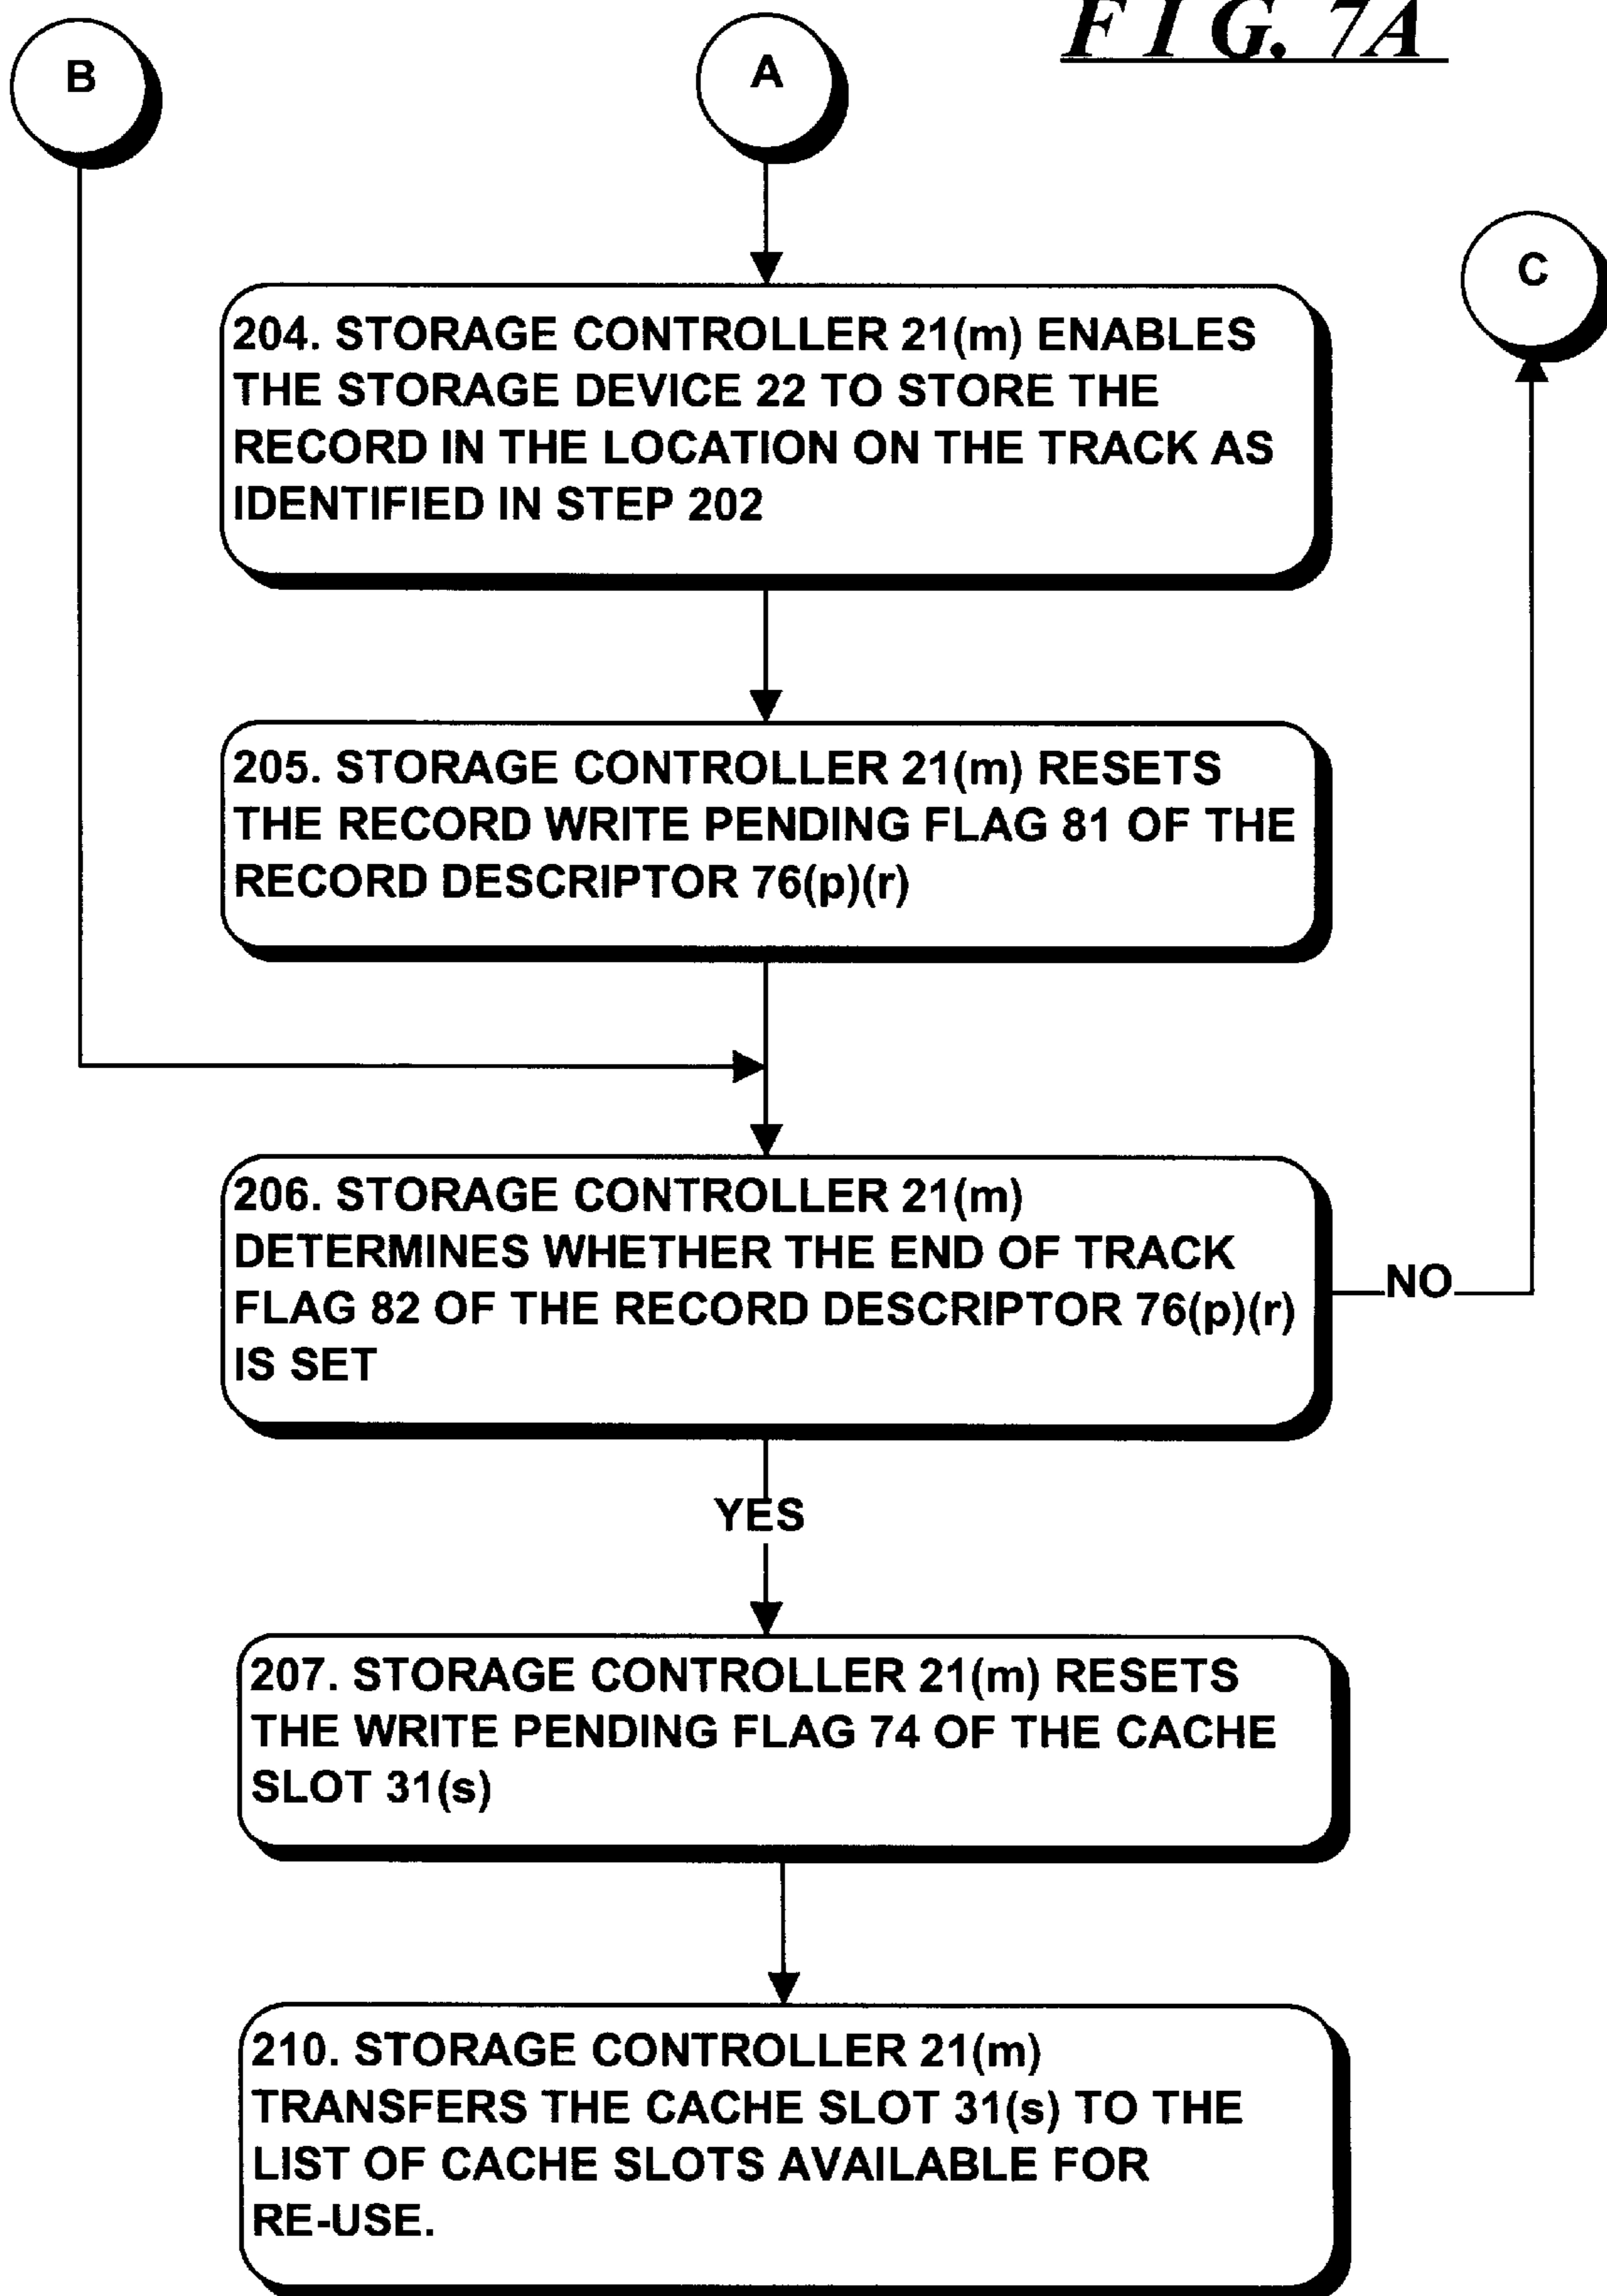 F I G. 7A
B
A
C
204. STORAGE CONTROLLER 21(m) ENABLES
THE STORAGE DEVICE 22 TO STORE THE
RECORD IN THE LOCATION ON THE TRACK AS
IDENTIFIED IN STEP 202
205. STORAGE CONTROLLER 21(m) RESETS
THE RECORD WRITE PENDING FLAG 81 OF THE
RECORD DESCRIPTOR 76(p)(r)
206. STORAGE CONTROLLER 21(m)
DETERMINES WHETHER THE END OF TRACK
FLAG 82 OF THE RECORD DESCRIPTOR 76(p)(r)
IS SET
NO
YES
207. STORAGE CONTROLLER 21(m) RESETS
THE WRITE PENDING FLAG 74 OF THE CACHE
SLOT 31(s)
210. STORAGE CONTROLLER 21(m)
TRANSFERS THE CACHE SLOT 31(s) TO THE
LIST OF CACHE SLOTS AVAILABLE FOR
RE-USE.